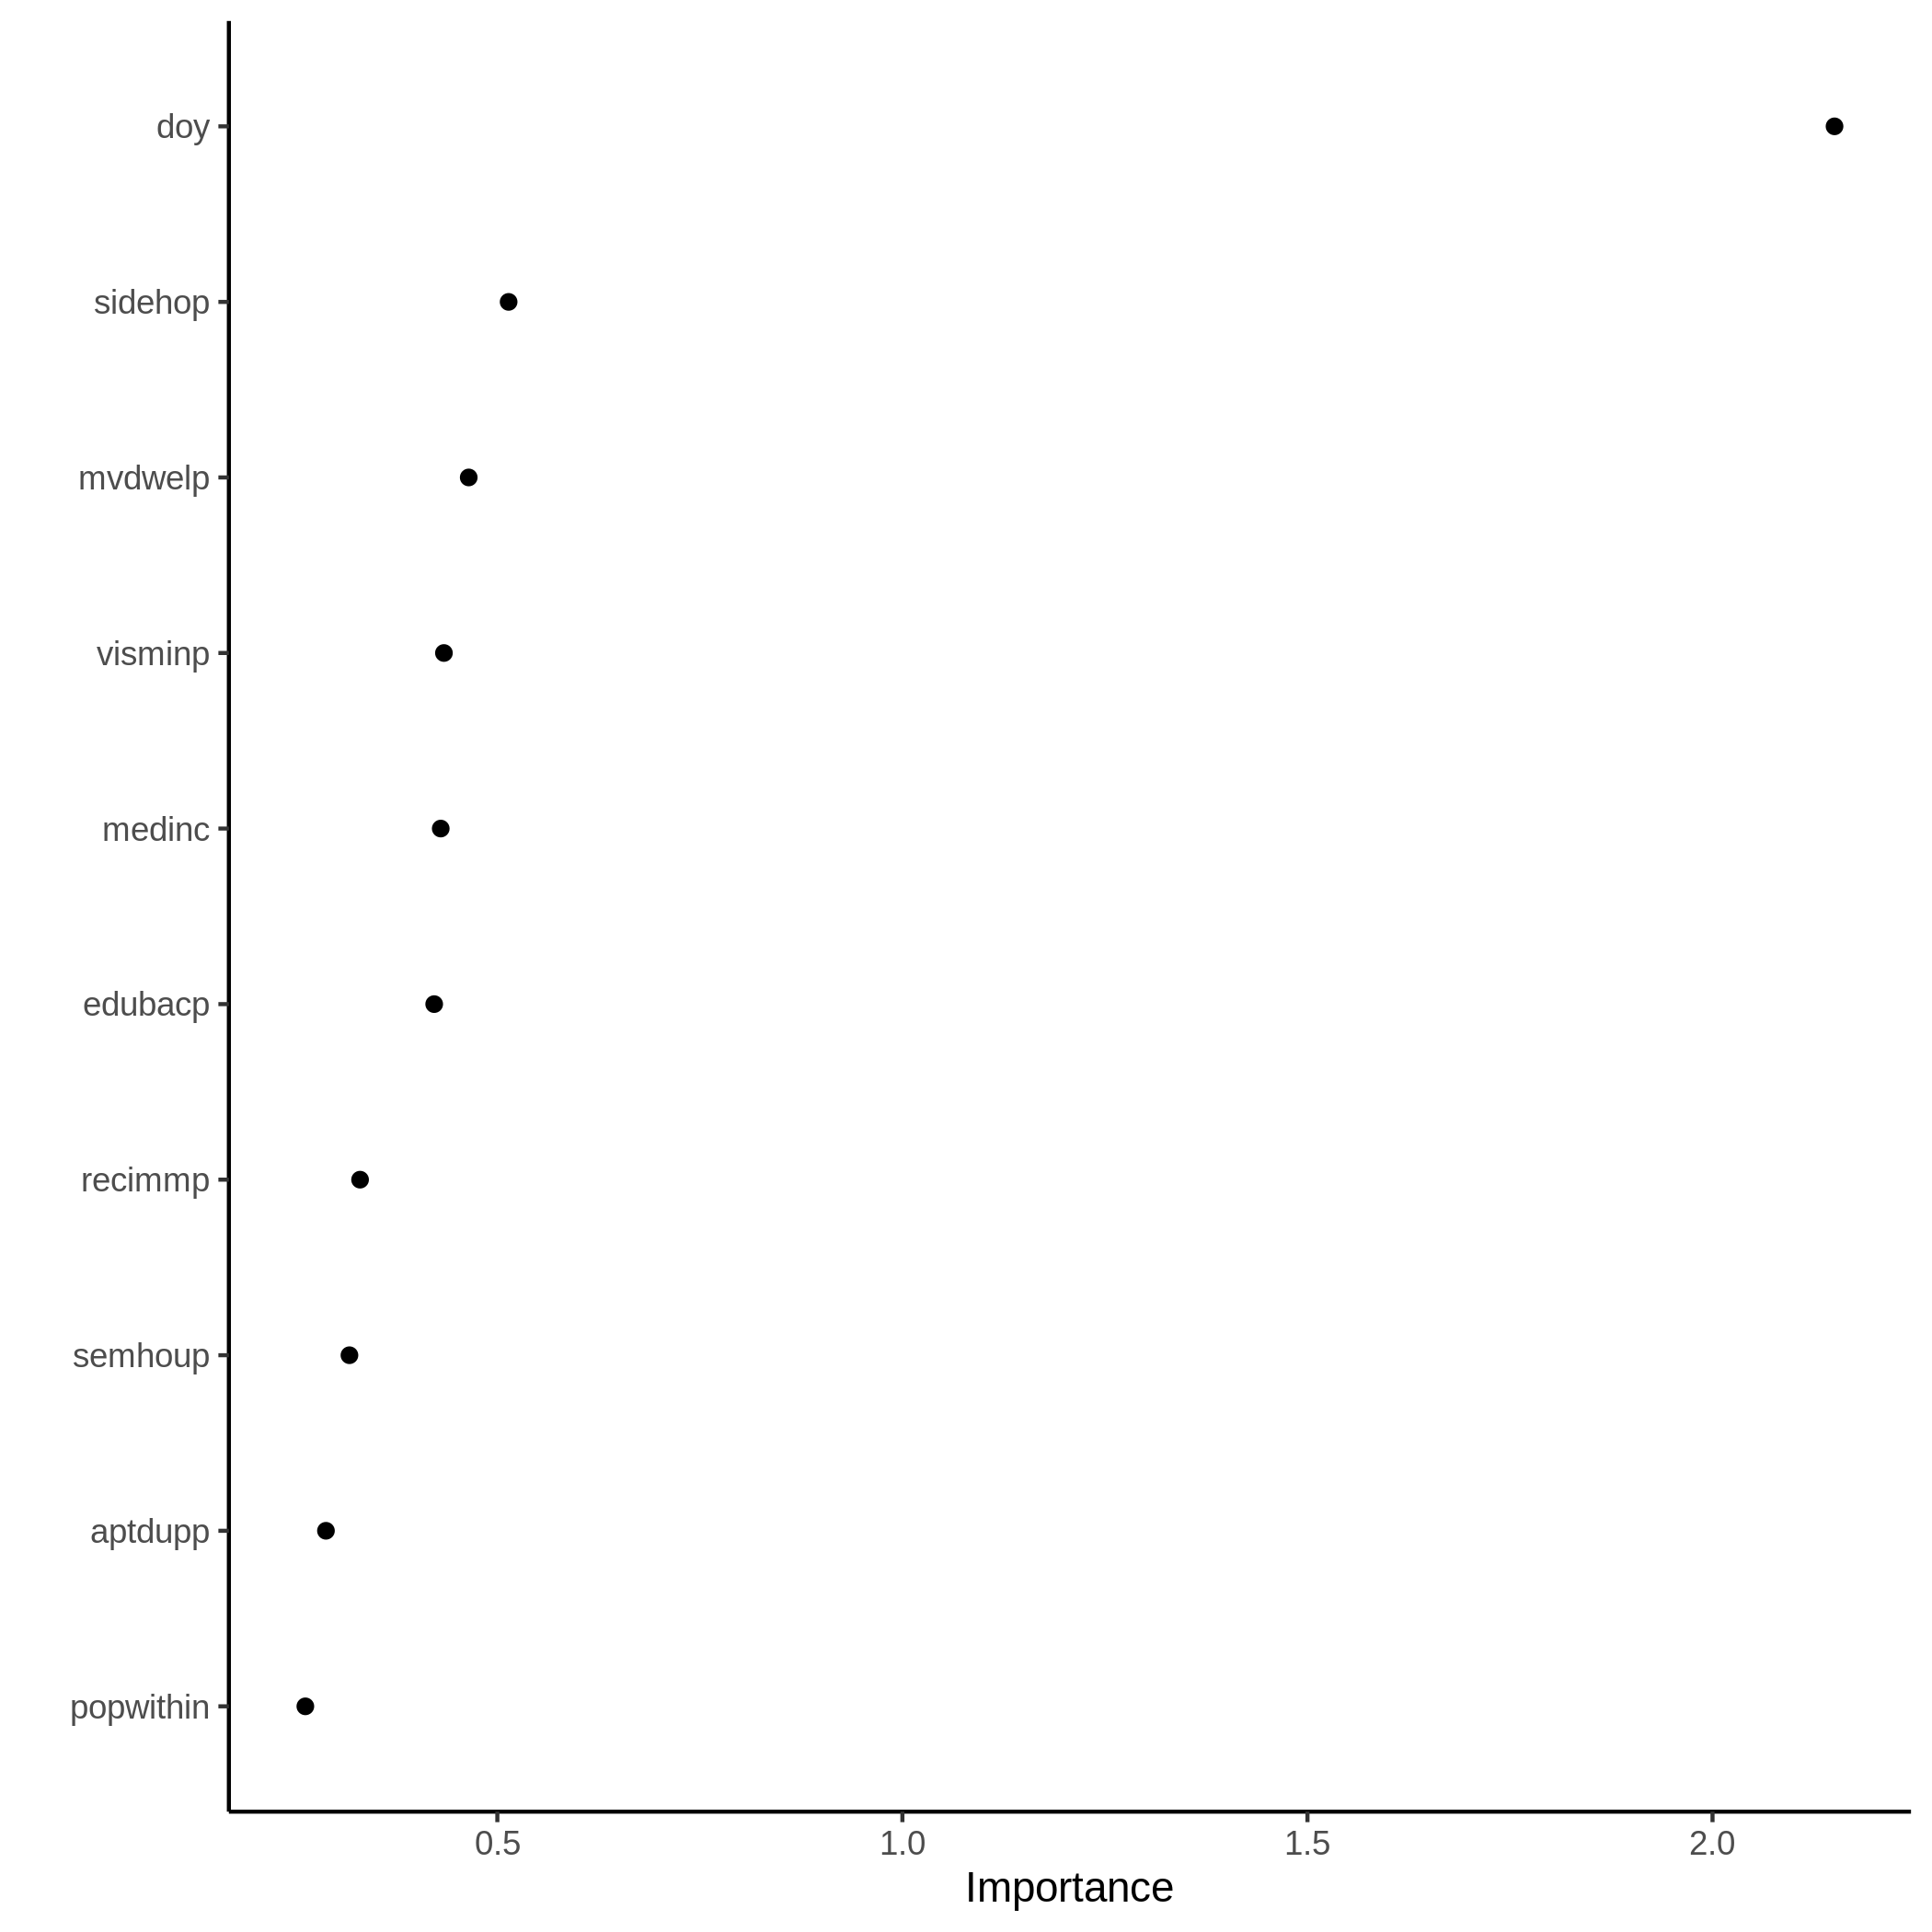 doy
sidehop
mvdwelp
visminp
medinc
edubacp
recimmp
semhoup
aptdupp
popwithin
0.5 1.0 1.5 2.0
Importance